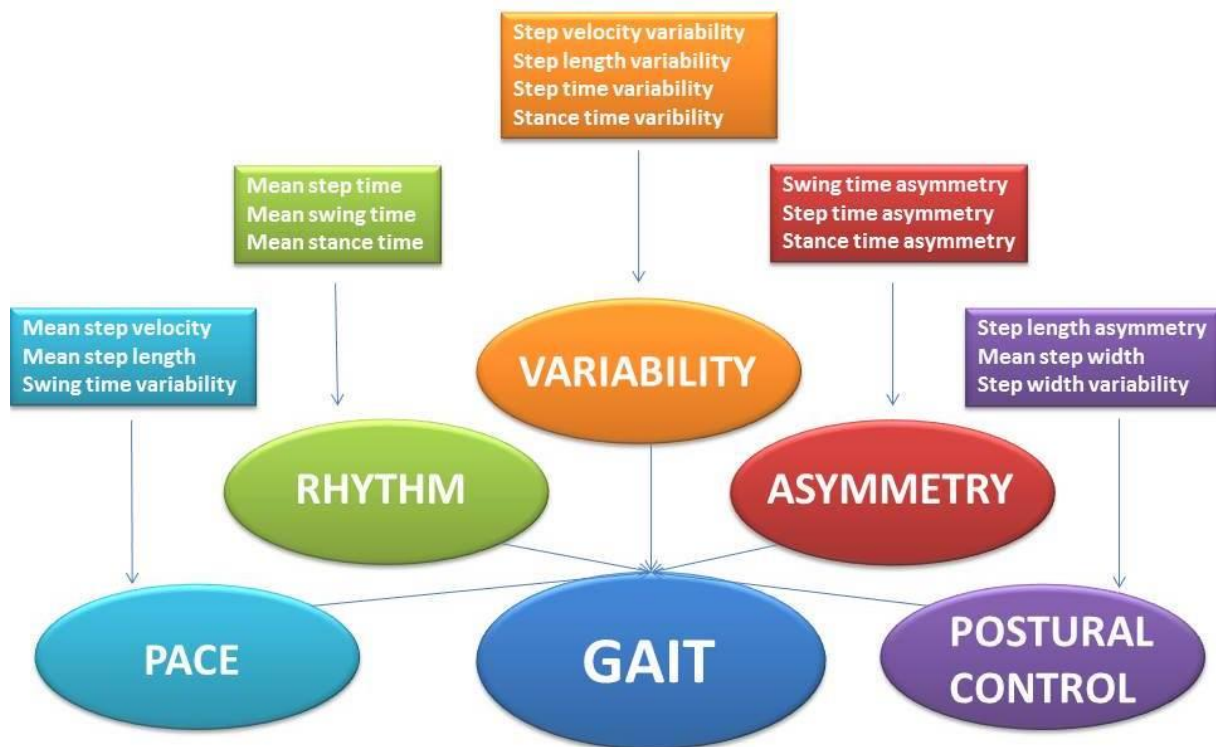 Step velocity variability
Step length variability
Step time variability
Stance time varibility
Mean step time
Mean swing time
Mean stance time
Swing time asymmetry
Step time asymmetry
Stance time asymmetry
Mean step velocity
Mean step length
Swing time variability
Step length asymmetry
Mean step width
Step width variability
VARIABILITY
RHYTHM
ASYMMETRY
PACE
GAIT
POSTURAL
CONTROL